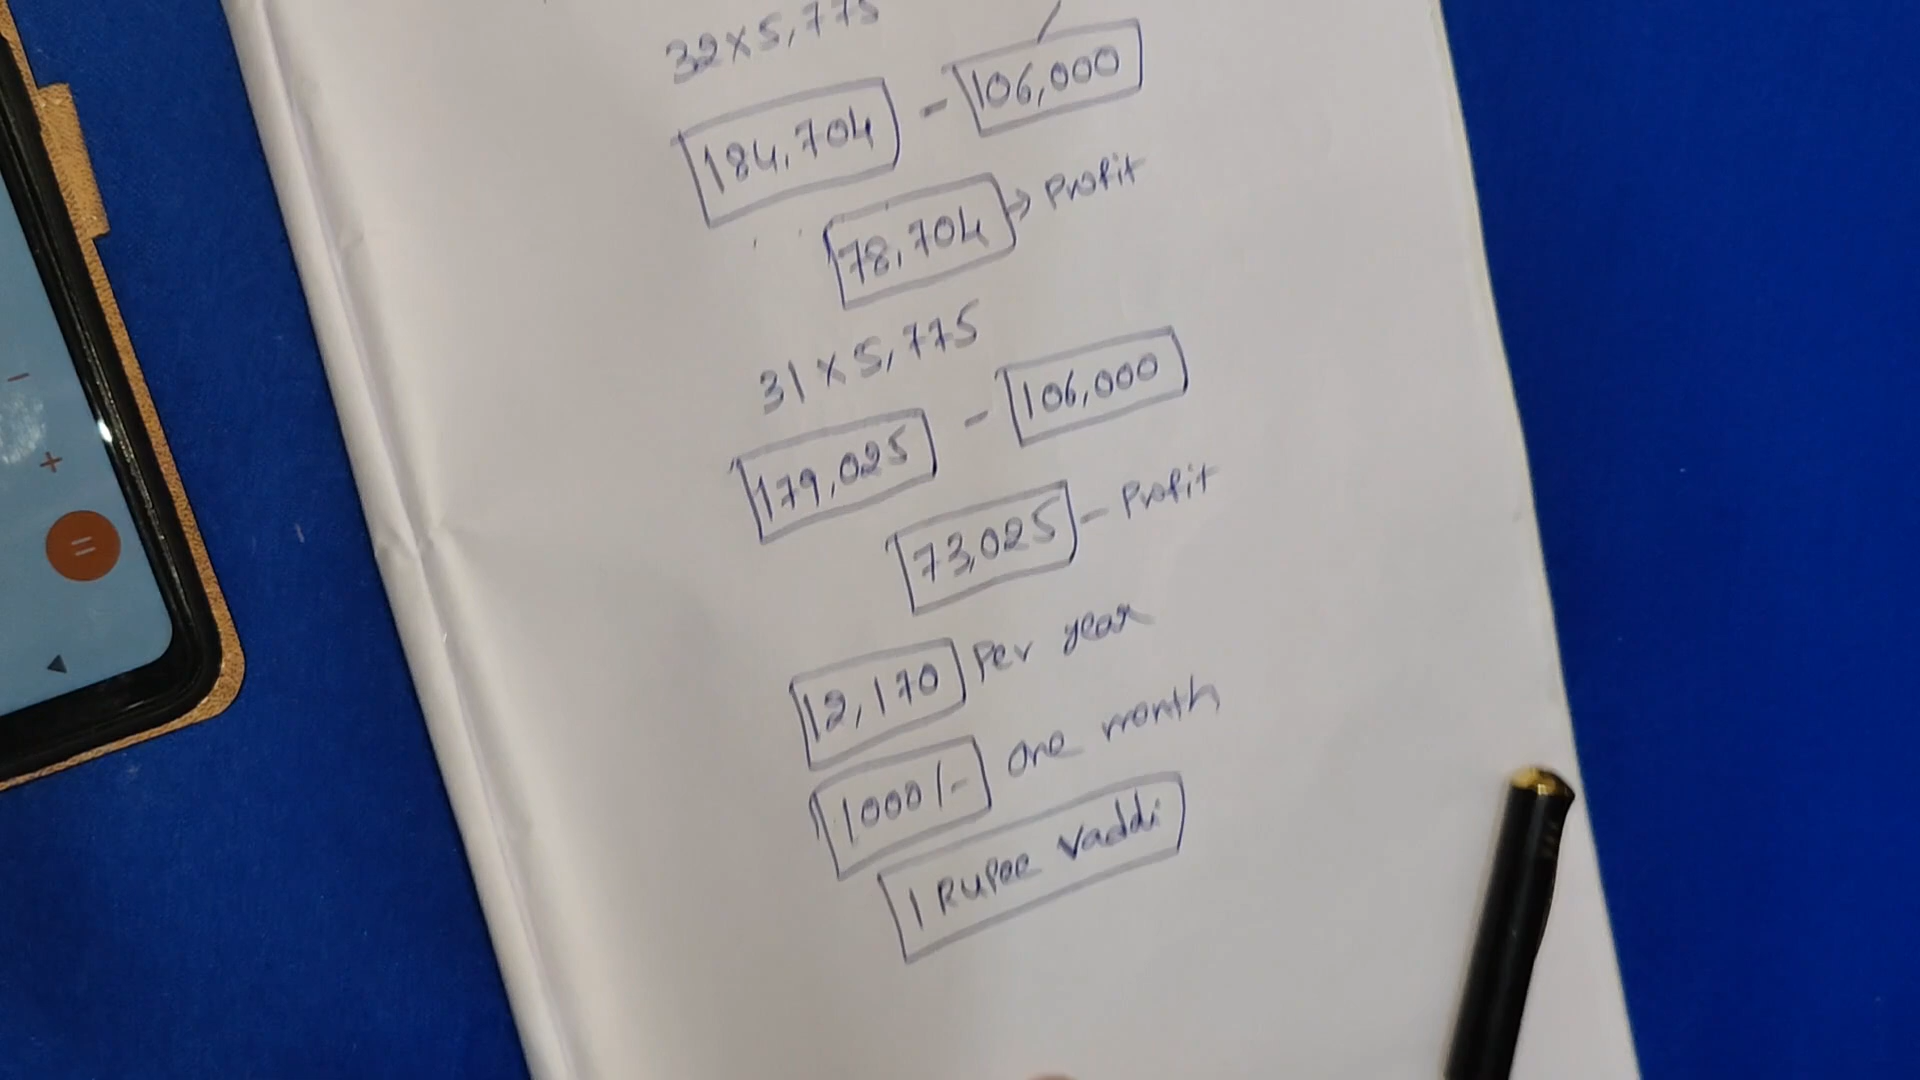 32×5,775
184,704 - 106,000
78,704 → Profit
31×5,775
179,025 - 106,000
73,025 - Profit
12,170 Per year
1000/- One month
1 Rupee Vaddi